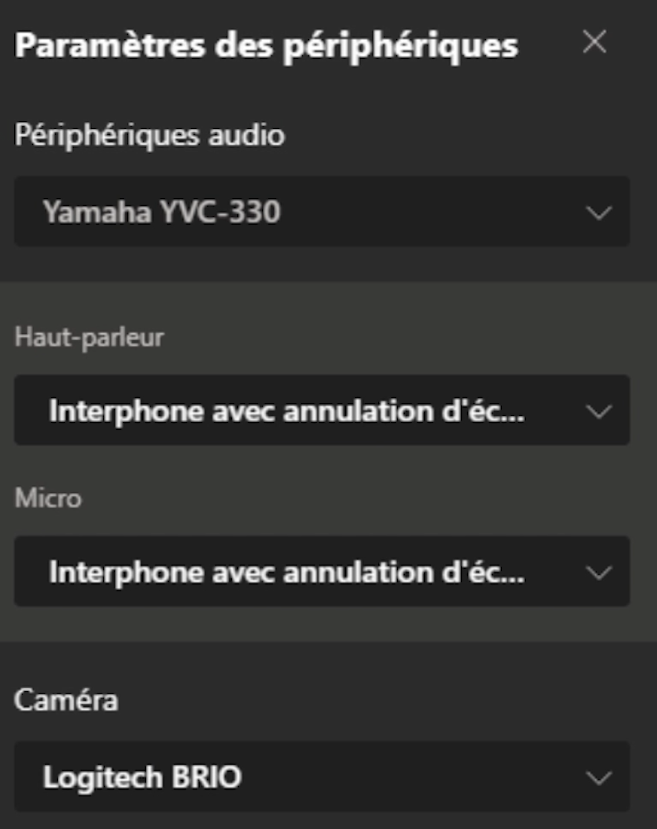 Paramètres des périphériques
Périphériques audio
Yamaha YVC-330
Haut-parleur
Interphone avec annulation d'éc...
Micro
Interphone avec annulation d'éc...
Caméra
Logitech BRIO